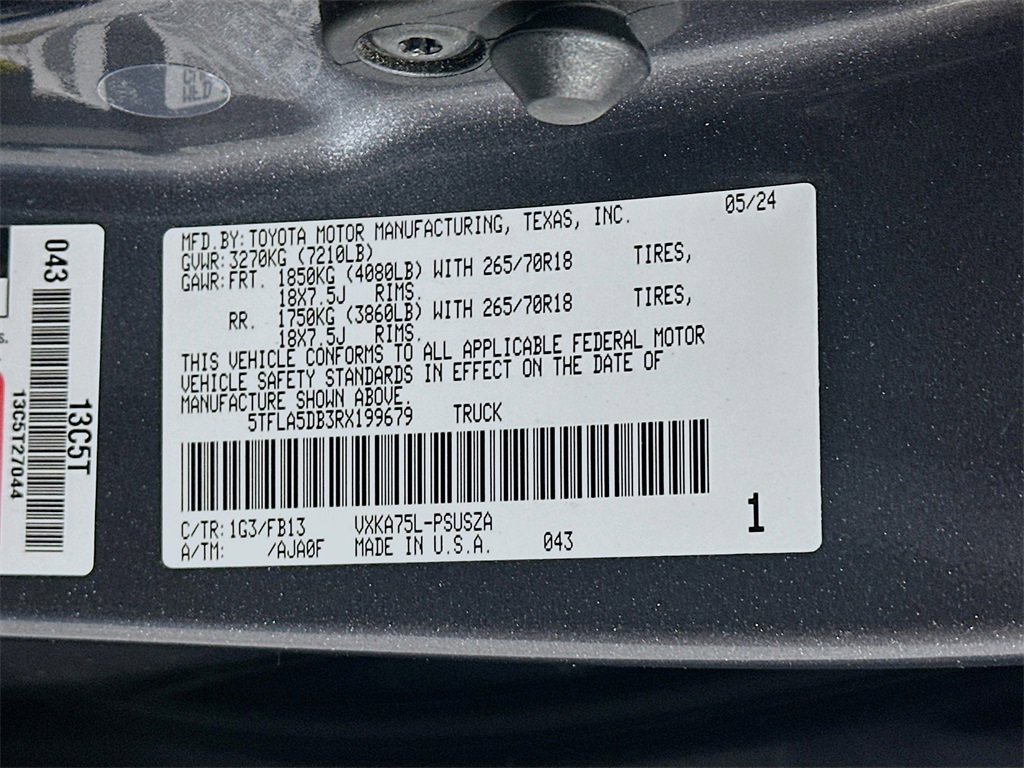 MFD.BY:TOYOTA MOTOR MANUFACTURING, TEXAS, INC. 05/24
GVWR:3270KG (7210LB)
GAWR:FRT. 1850KG (4080LB) WITH 265/70R18 TIRES,
18X7.5J RIMS.
RR. 1750KG (3860LB) WITH 265/70R18 TIRES,
18X7.5J RIMS.
THIS VEHICLE CONFORMS TO ALL APPLICABLE FEDERAL MOTOR
VEHICLE SAFETY STANDARDS IN EFFECT ON THE DATE OF
MANUFACTURE SHOWN ABOVE.
5TFLA5DB3RX199679 TRUCK
C/TR:1G3/FB13 VXKA75L-PSUSZA
A/TM: /AJA0F MADE IN U.S.A. 043
1
043
13C5T
13C5T27044
s.